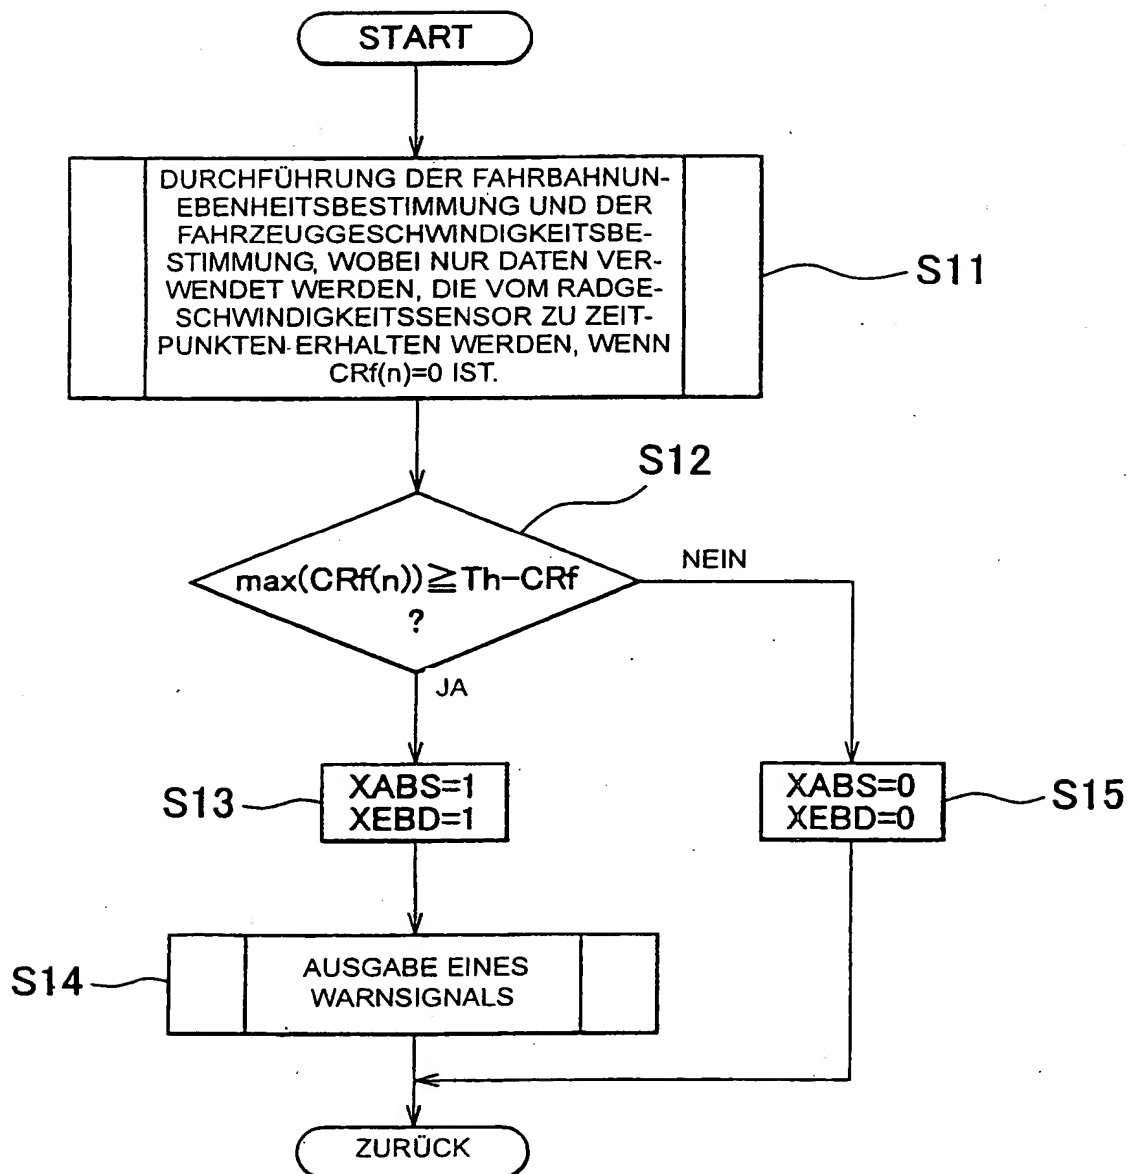 START
DURCHFÜHRUNG DER FAHRBAHNUN-
EBENHEITSBESTIMMUNG UND DER
FAHRZEUGGESCHWINDIGKEITSBE-
STIMMUNG, WOBEI NUR DATEN VER-
WENDET WERDEN, DIE VOM RADGE-
SCHWINDIGKEITSSENSOR ZU ZEIT-
PUNKTEN ERHALTEN WERDEN, WENN
CRf(n)=0 IST.
S11
S12
max(CRf(n))≧Th-CRf
?
NEIN
JA
S13
XABS=1
XEBD=1
XABS=0
XEBD=0
S15
S14
AUSGABE EINES
WARNSIGNALS
ZURÜCK